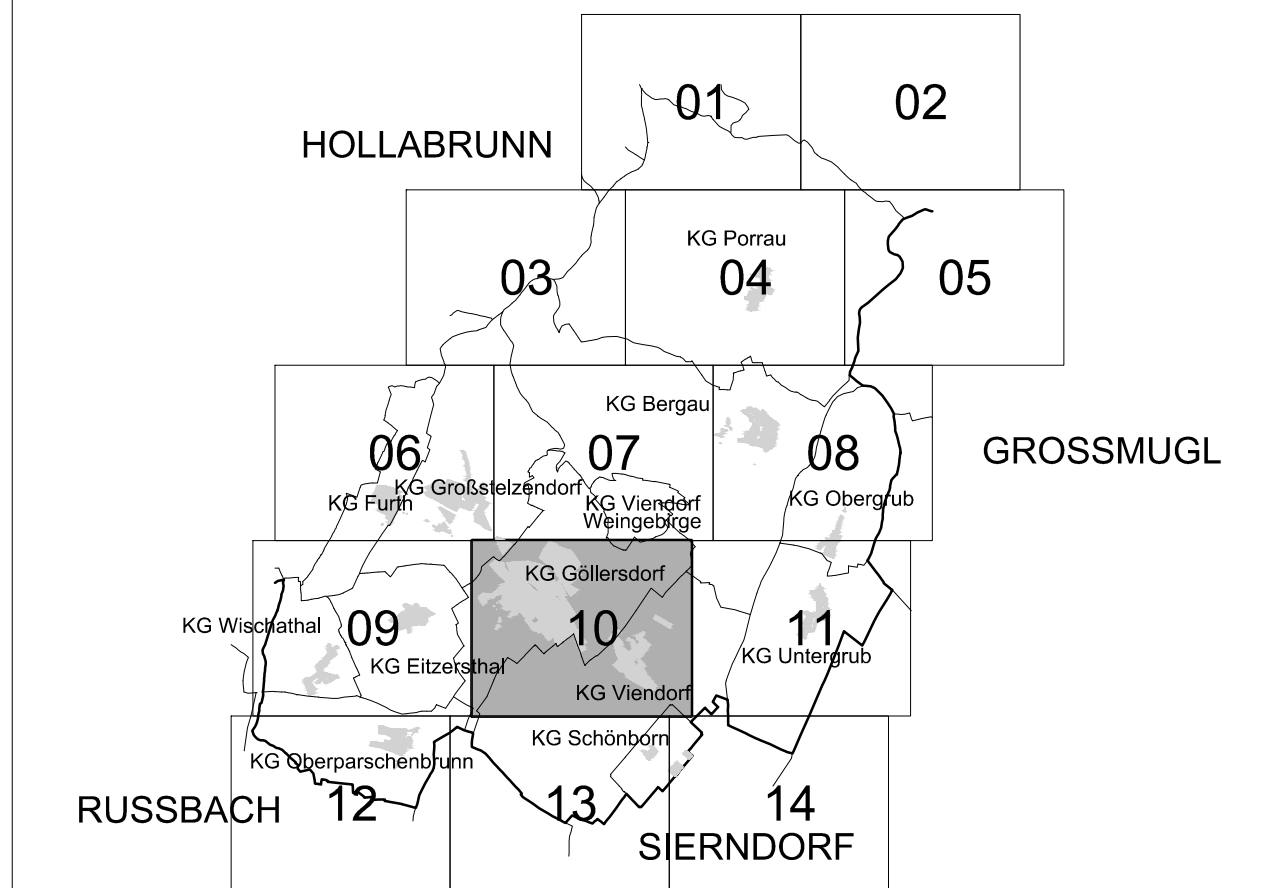 01
02
HOLLABRUNN
KG Porrau
03
04
05
KG Bergau
06
07
08
GROSSMUGL
KG Großstelzendorf
KG Furth
KG Viendorf
Weingebirge
KG Obergrub
KG Göllersdorf
KG Wischathal
09
10
11
KG Eitzersthal
KG Untergrub
KG Viendorf
KG Schönborn
KG Oberparschenbrunn
RUSSBACH
12
13
14
SIERNDORF